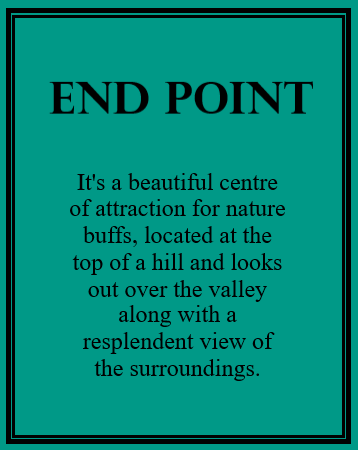 END POINT
It's a beautiful centre
of attraction for nature
buffs, located at the
top of a hill and looks
out over the valley
along with a
resplendent view of
the surroundings.